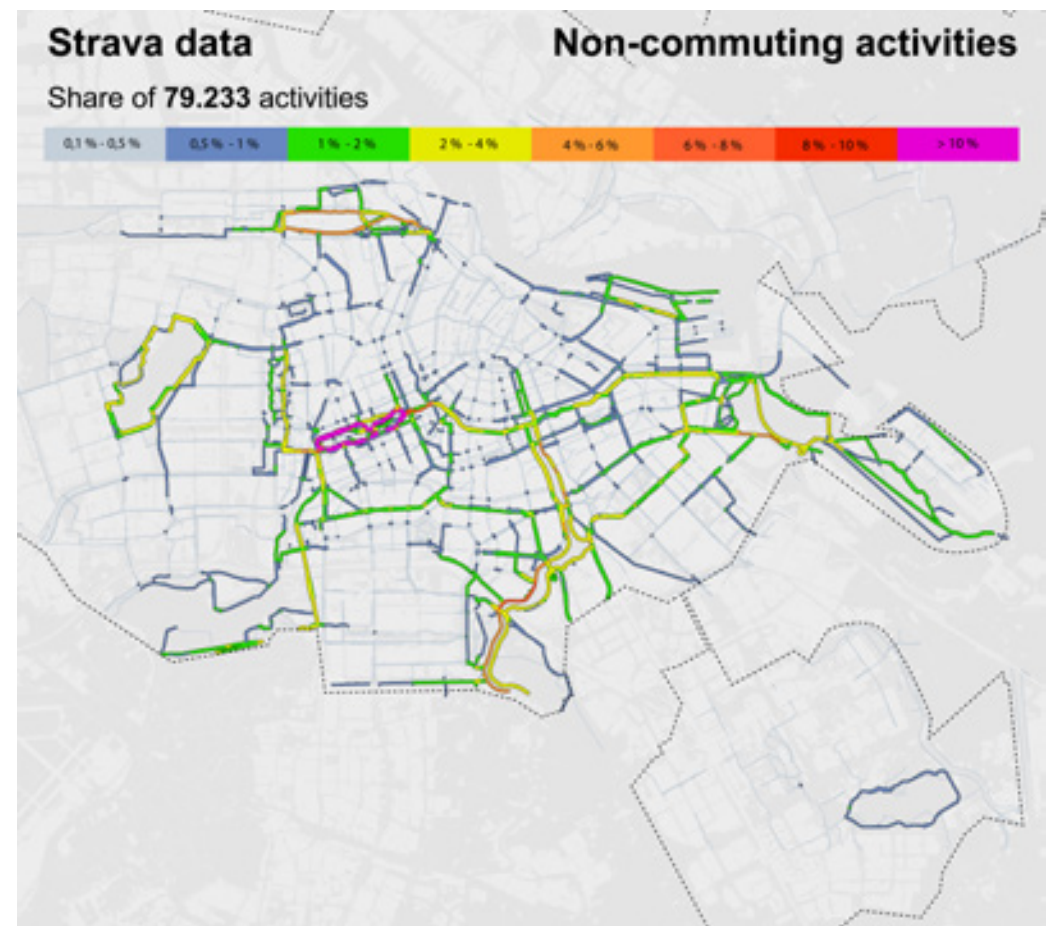 Strava data
Non-commuting activities
Share of 79.233 activities
0,1 % - 0,5 %
0,5 % - 1 %
1 % - 2 %
2 % - 4 %
4 % - 6 %
6 % - 8 %
8 % - 10 %
> 10 %